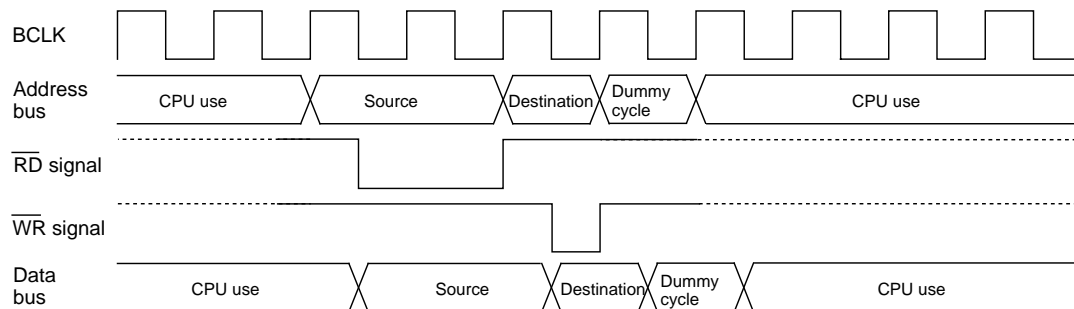 BCLK
Address
bus
CPU use
Source
Destination
Dummy
cycle
CPU use
RD signal
WR signal
Data
bus
CPU use
Source
Destination
Dummy
cycle
CPU use